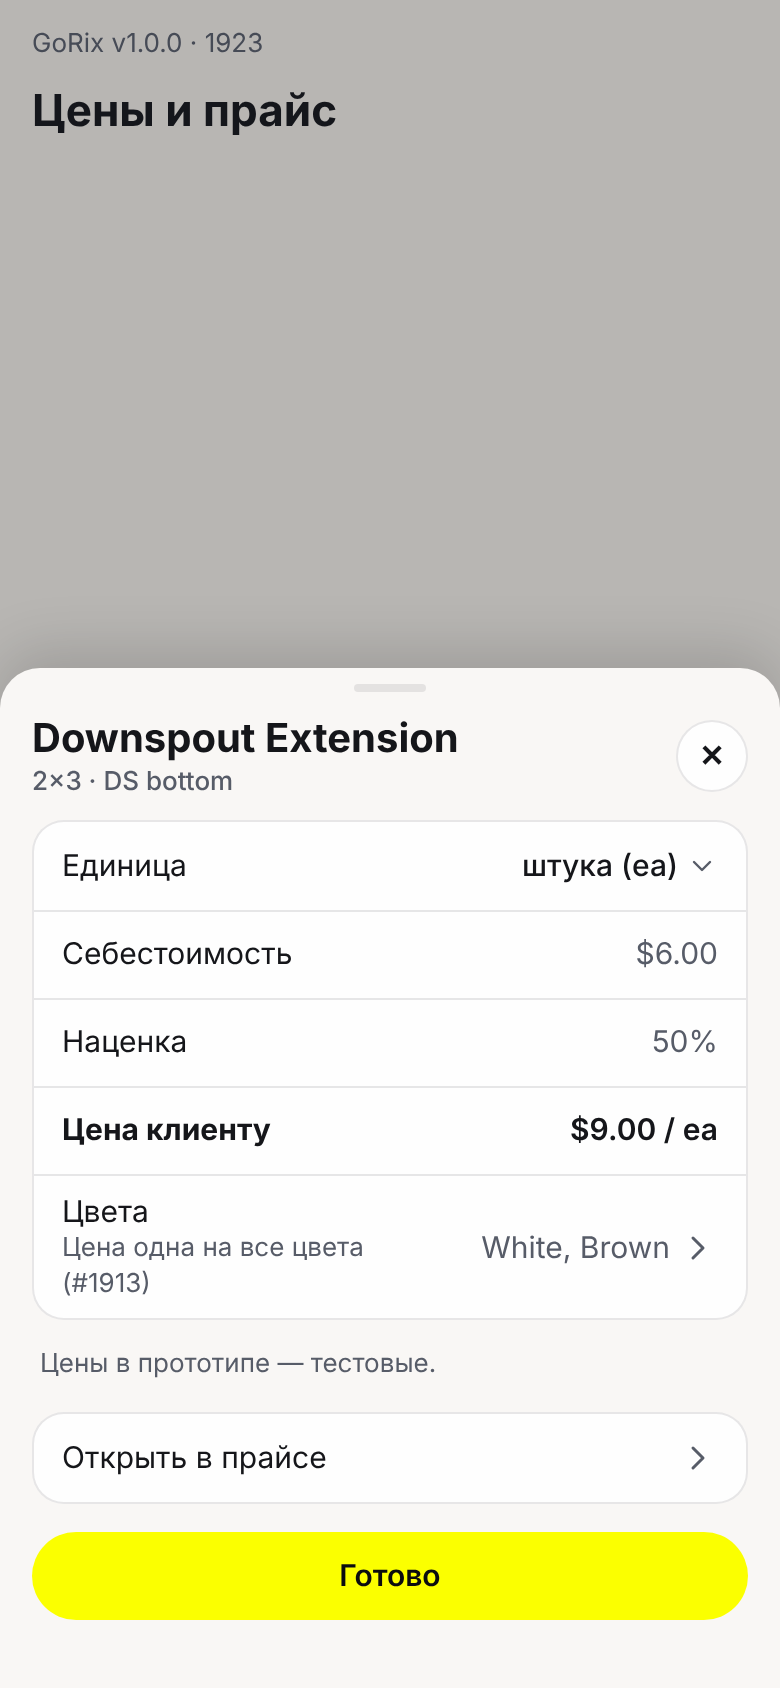 GoRix v1.0.0 · 1923
Цены и прайс
Downspout Extension
2×3 · DS bottom
Единица
штука (ea)
Себестоимость
$6.00
Наценка
50%
Цена клиенту
$9.00 / ea
Цвета
Цена одна на все цвета
(#1913)
White, Brown
Цены в прототипе — тестовые.
Открыть в прайсе
Готово